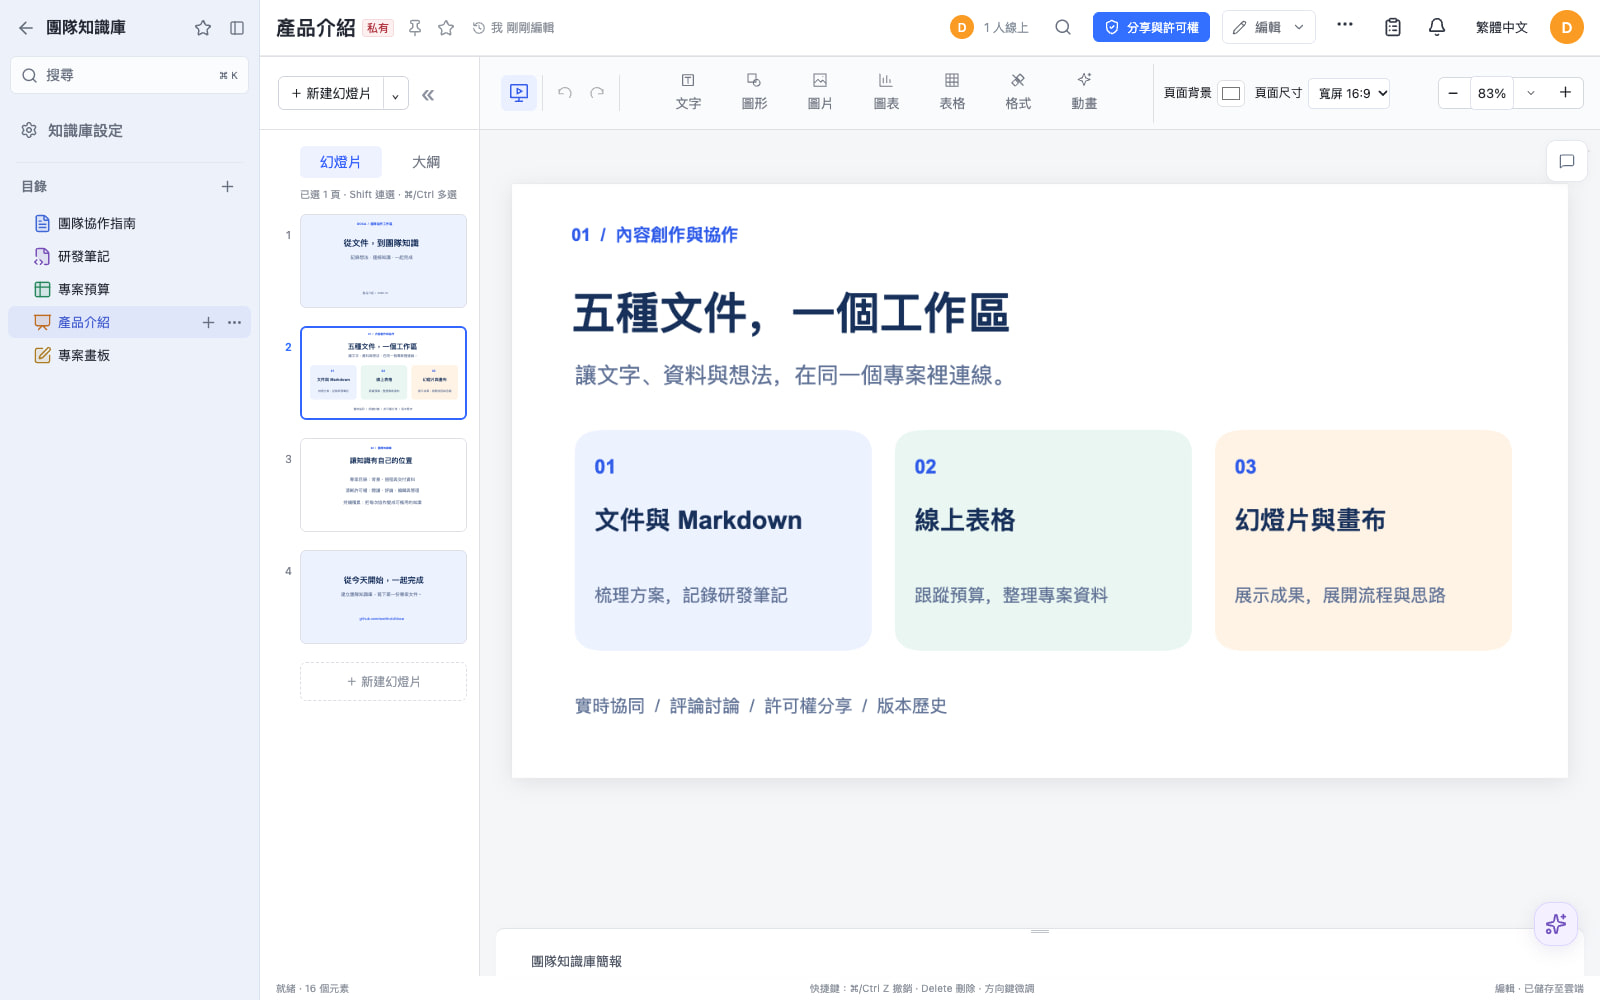 團隊知識庫
搜尋
⌘ K
知識庫設定
目錄
團隊協作指南
研發筆記
專案預算
產品介紹
專案畫板
產品介紹 私有 我 剛剛編輯
D 1 人線上 分享與許可權 編輯 繁體中文 D
+ 新建幻燈片
文字 圖形 圖片 圖表 表格 格式 動畫
頁面背景 頁面尺寸 寬屏 16:9 83%
幻燈片 大綱
已選 1 頁 · Shift 連選 · ⌘/Ctrl 多選
1
從文件，到團隊知識
2
五種文件，一個工作區
文件與 Markdown
線上表格
幻燈片與畫布
3
讓知識有自己的位置
4
從今天開始，一起完成
+ 新建幻燈片
01 / 內容創作與協作
五種文件，一個工作區
讓文字、資料與想法，在同一個專案裡連線。
01
文件與 Markdown
梳理方案，記錄研發筆記
02
線上表格
跟蹤預算，整理專案資料
03
幻燈片與畫布
展示成果，展開流程與思路
實時協同 / 評論討論 / 許可權分享 / 版本歷史
團隊知識庫簡報
就緒 · 16 個元素
快捷鍵：⌘/Ctrl Z 撤銷 · Delete 刪除 · 方向鍵微調
編輯 · 已儲存至雲端